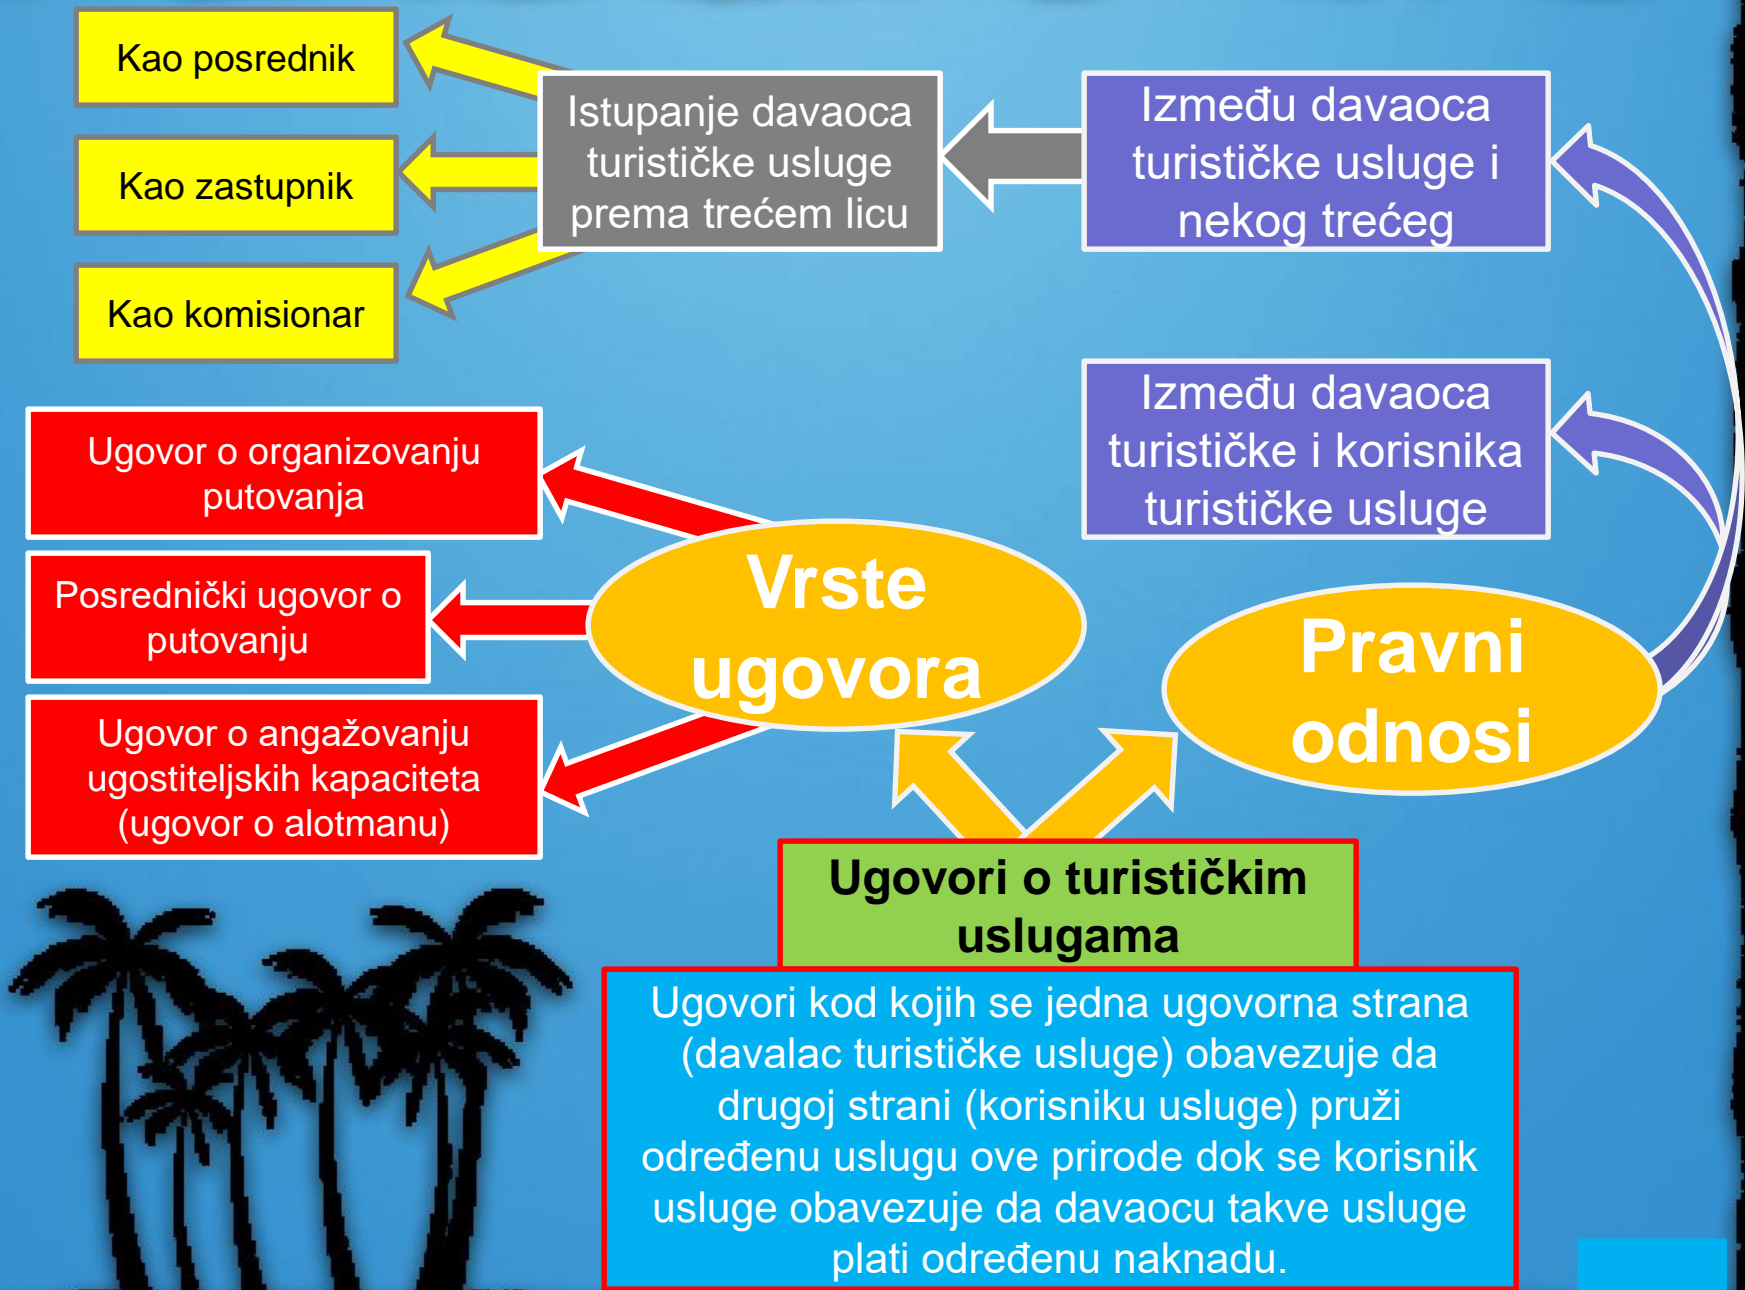 Kao posrednik
Kao zastupnik
Kao komisionar
Istupanje davaoca
turističke usluge
prema trećem licu
Između davaoca
turističke usluge i
nekog trećeg
Između davaoca
turističke i korisnika
turističke usluge
Ugovor o organizovanju
putovanja
Posrednički ugovor o
putovanju
Ugovor o angažovanju
ugostiteljskih kapaciteta
(ugovor o alotmanu)
Vrste
ugovora
Pravni
odnosi
Ugovori o turističkim
uslugama
Ugovori kod kojih se jedna ugovorna strana
(davalac turističke usluge) obavezuje da
drugoj strani (korisniku usluge) pruži
određenu uslugu ove prirode dok se korisnik
usluge obavezuje da davaocu takve usluge
plati određenu naknadu.